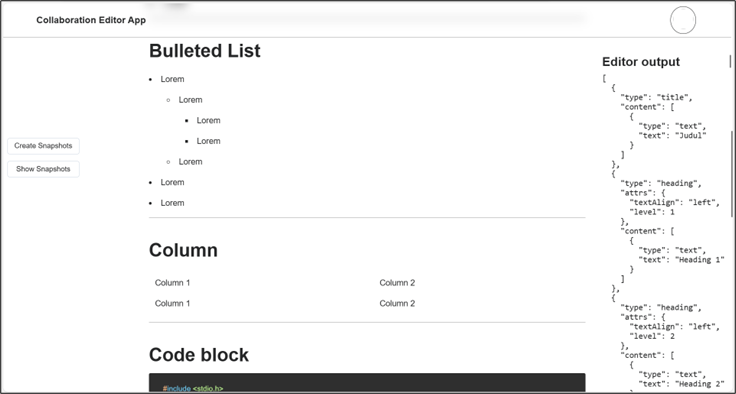 Collaboration Editor App
Create Snapshots
Show Snapshots
Bulleted List
• Lorem
◦ Lorem
▪ Lorem
▪ Lorem
◦ Lorem
• Lorem
• Lorem
Column
Column 1 Column 2
Column 1 Column 2
Code block
#include <stdio.h>
Editor output
[
{
"type": "title",
"content": [
{
"type": "text",
"text": "Judul"
}
]
},
{
"type": "heading",
"attrs": {
"textAlign": "left",
"level": 1
},
"content": [
{
"type": "text",
"text": "Heading 1"
}
]
},
{
"type": "heading",
"attrs": {
"textAlign": "left",
"level": 2
},
"content": [
{
"type": "text",
"text": "Heading 2"
}